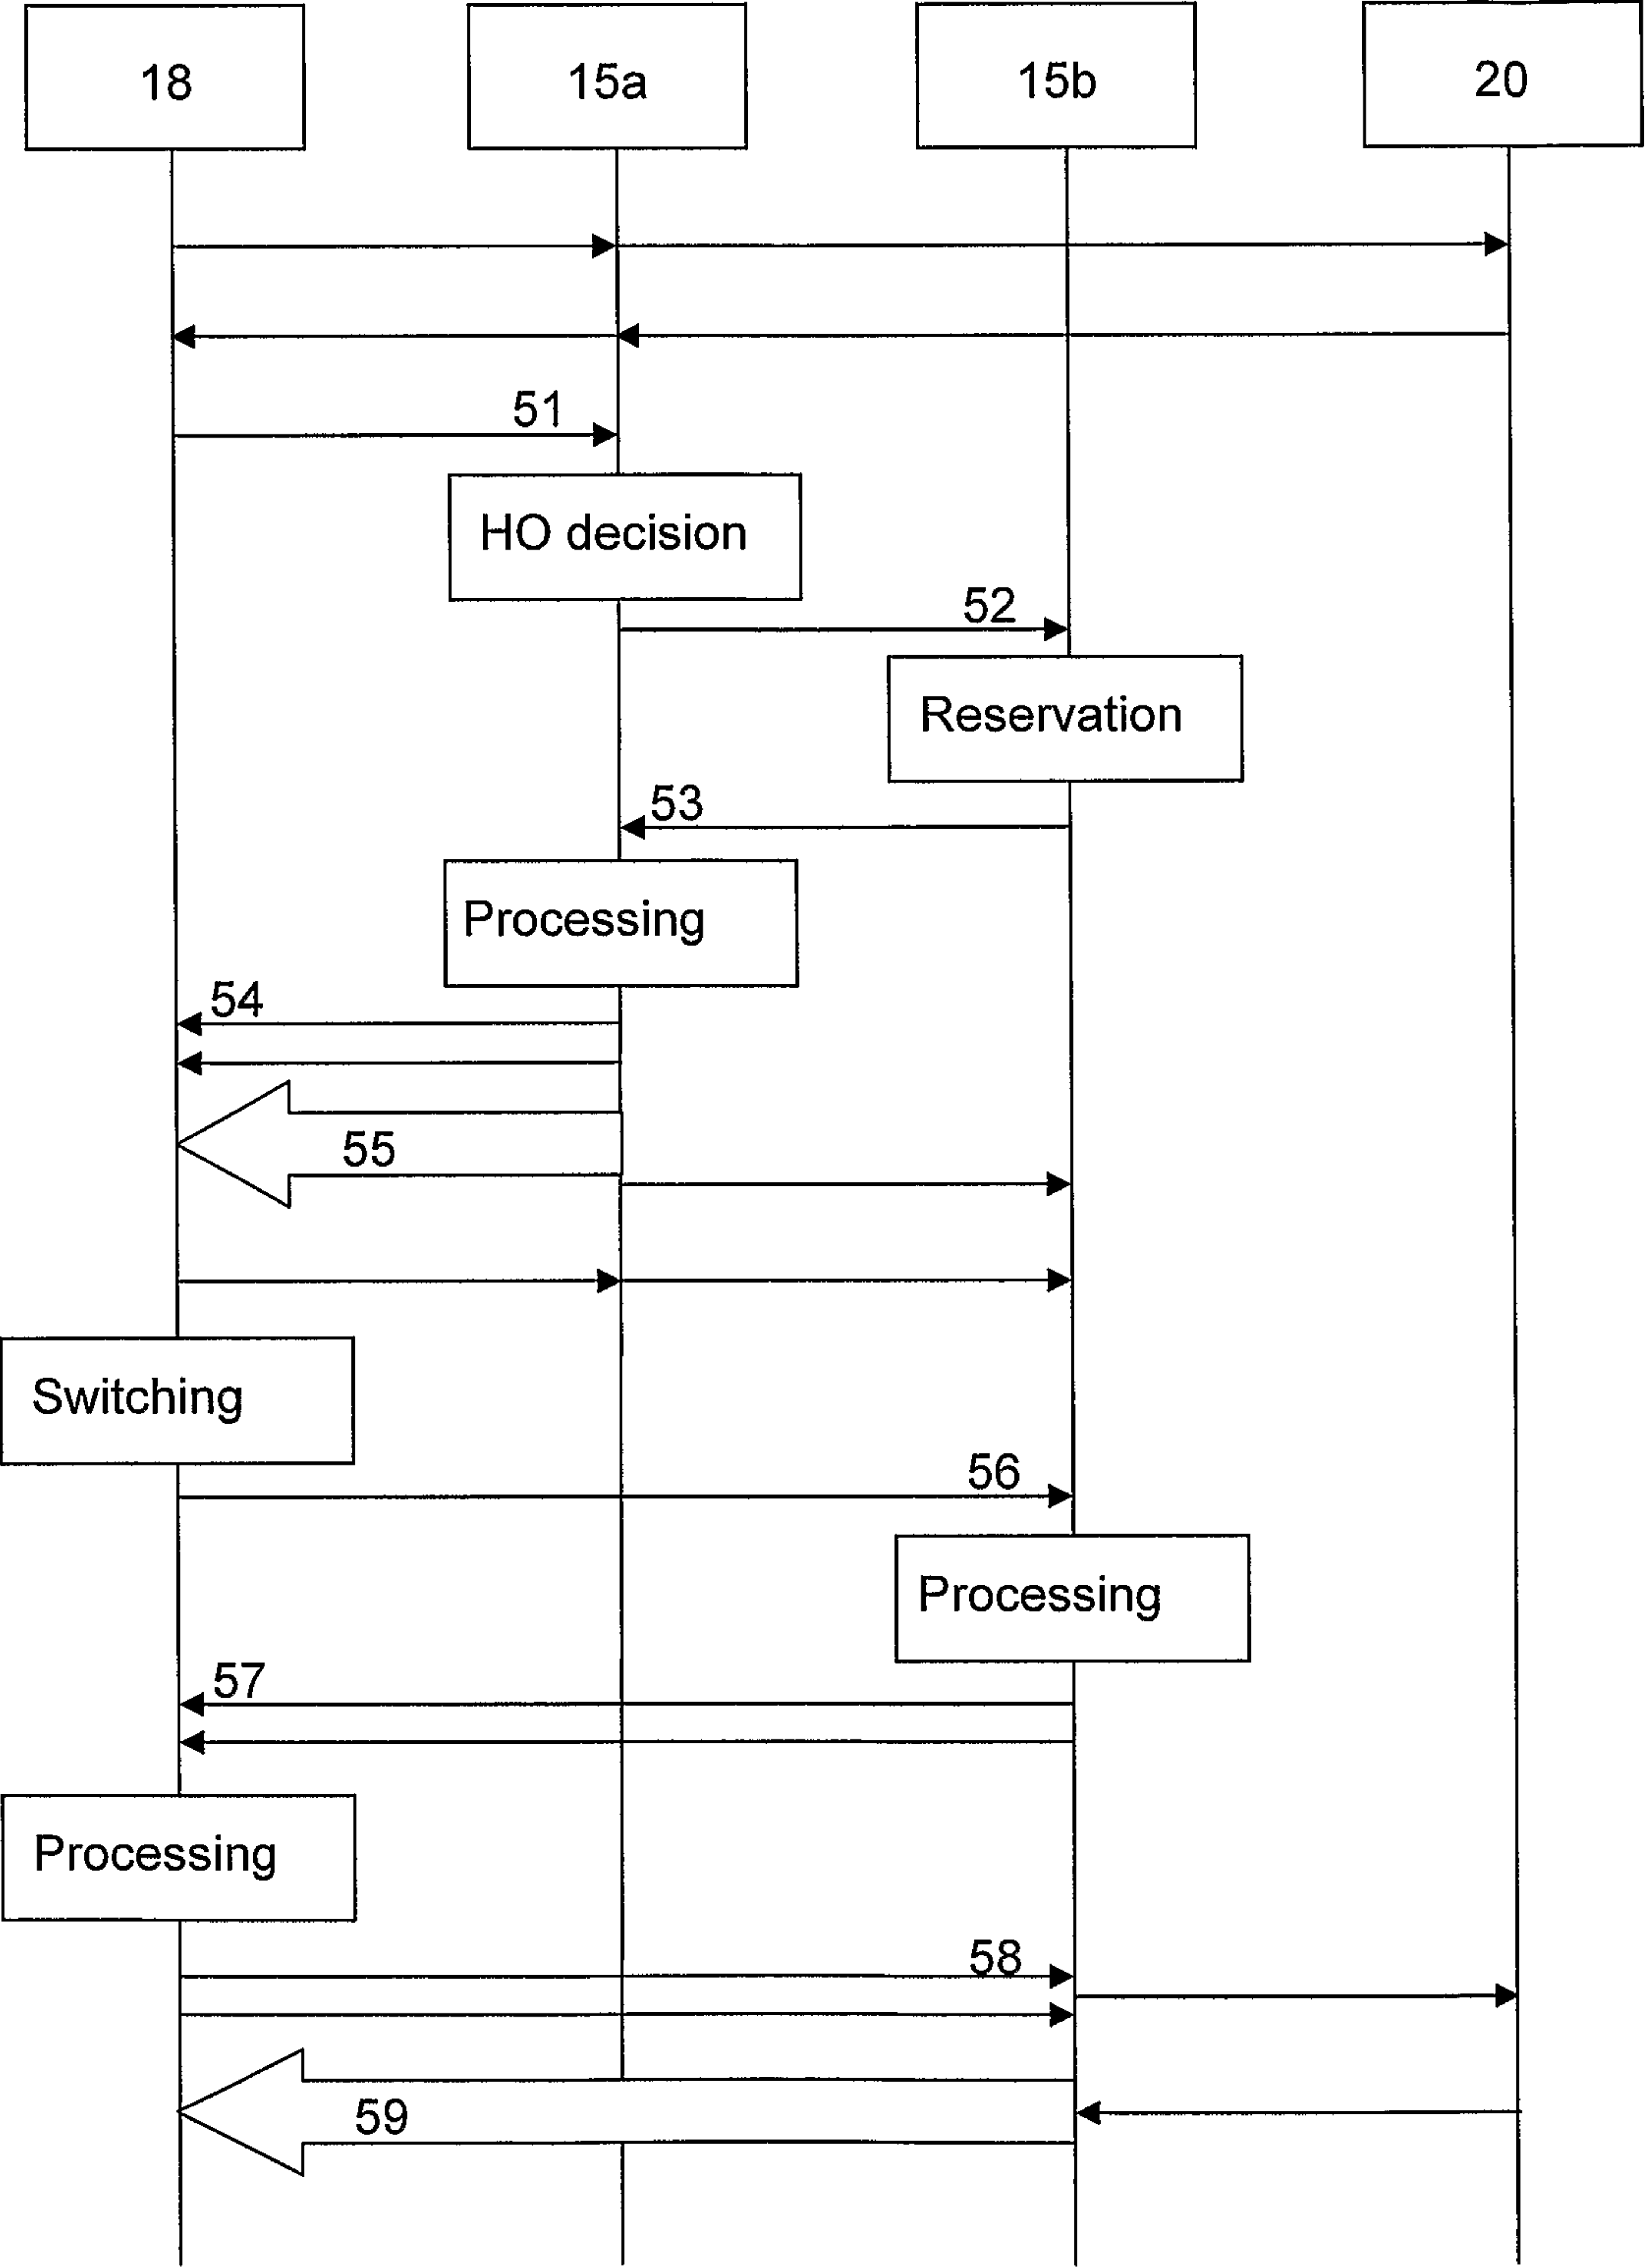 18
15a
15b
20
51
HO decision
52
Reservation
53
Processing
54
55
Switching
56
Processing
57
Processing
58
59